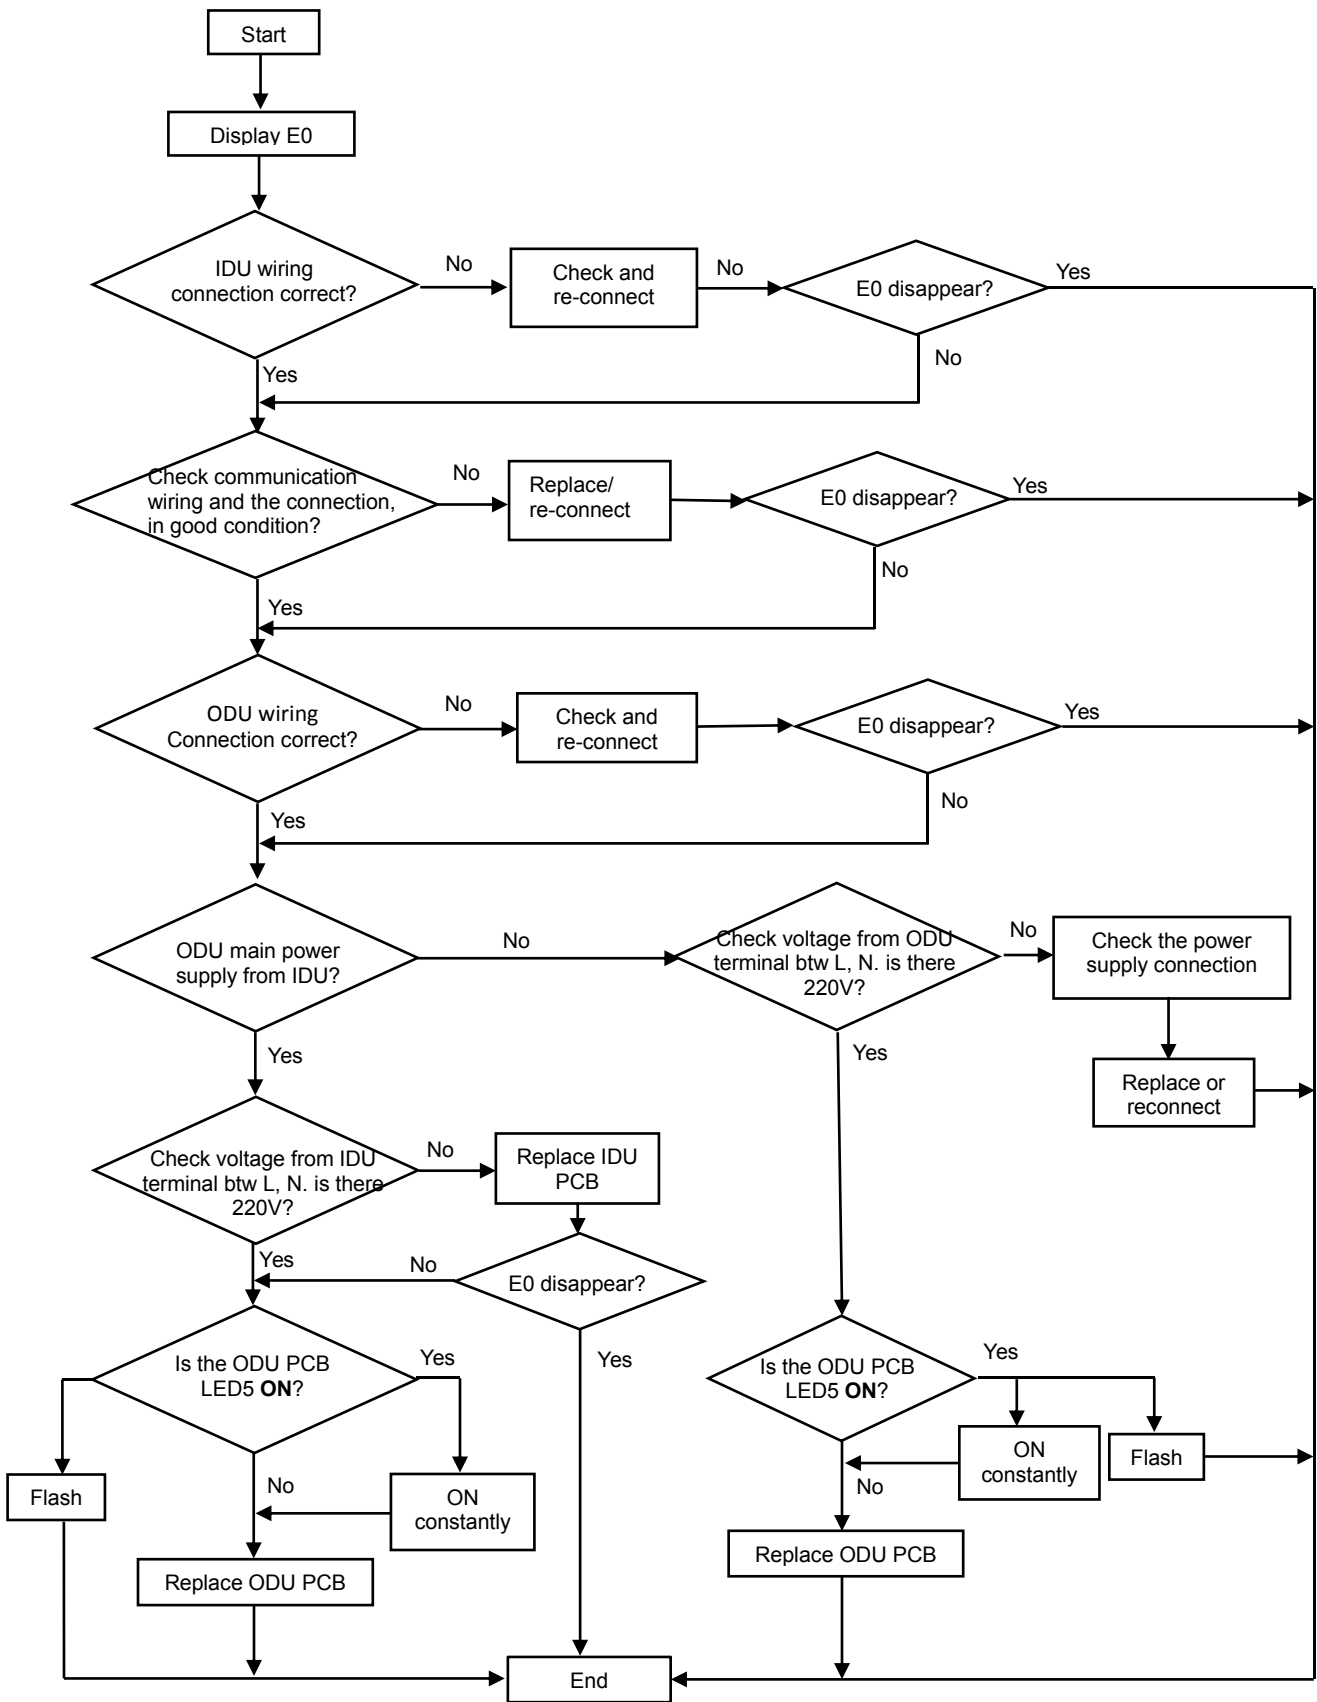 Start
Display E0
IDU wiring
connection correct?
No
Check and
re-connect
No
E0 disappear?
Yes
No
Yes
Check communication
wiring and the connection,
in good condition?
No
Replace/
re-connect
E0 disappear?
Yes
No
Yes
ODU wiring
Connection correct?
No
Check and
re-connect
E0 disappear?
Yes
No
Yes
ODU main power
supply from IDU?
No
Check voltage from ODU
terminal btw L, N. is there
220V?
No
Check the power
supply connection
Yes
Yes
Replace or
reconnect
Check voltage from IDU
terminal btw L, N. is there
220V?
No
Replace IDU
PCB
Yes
No
E0 disappear?
Is the ODU PCB
LED5 ON?
Yes
Yes
Is the ODU PCB
LED5 ON?
Yes
Flash
No
ON
constantly
No
ON
constantly
Flash
Replace ODU PCB
Replace ODU PCB
End